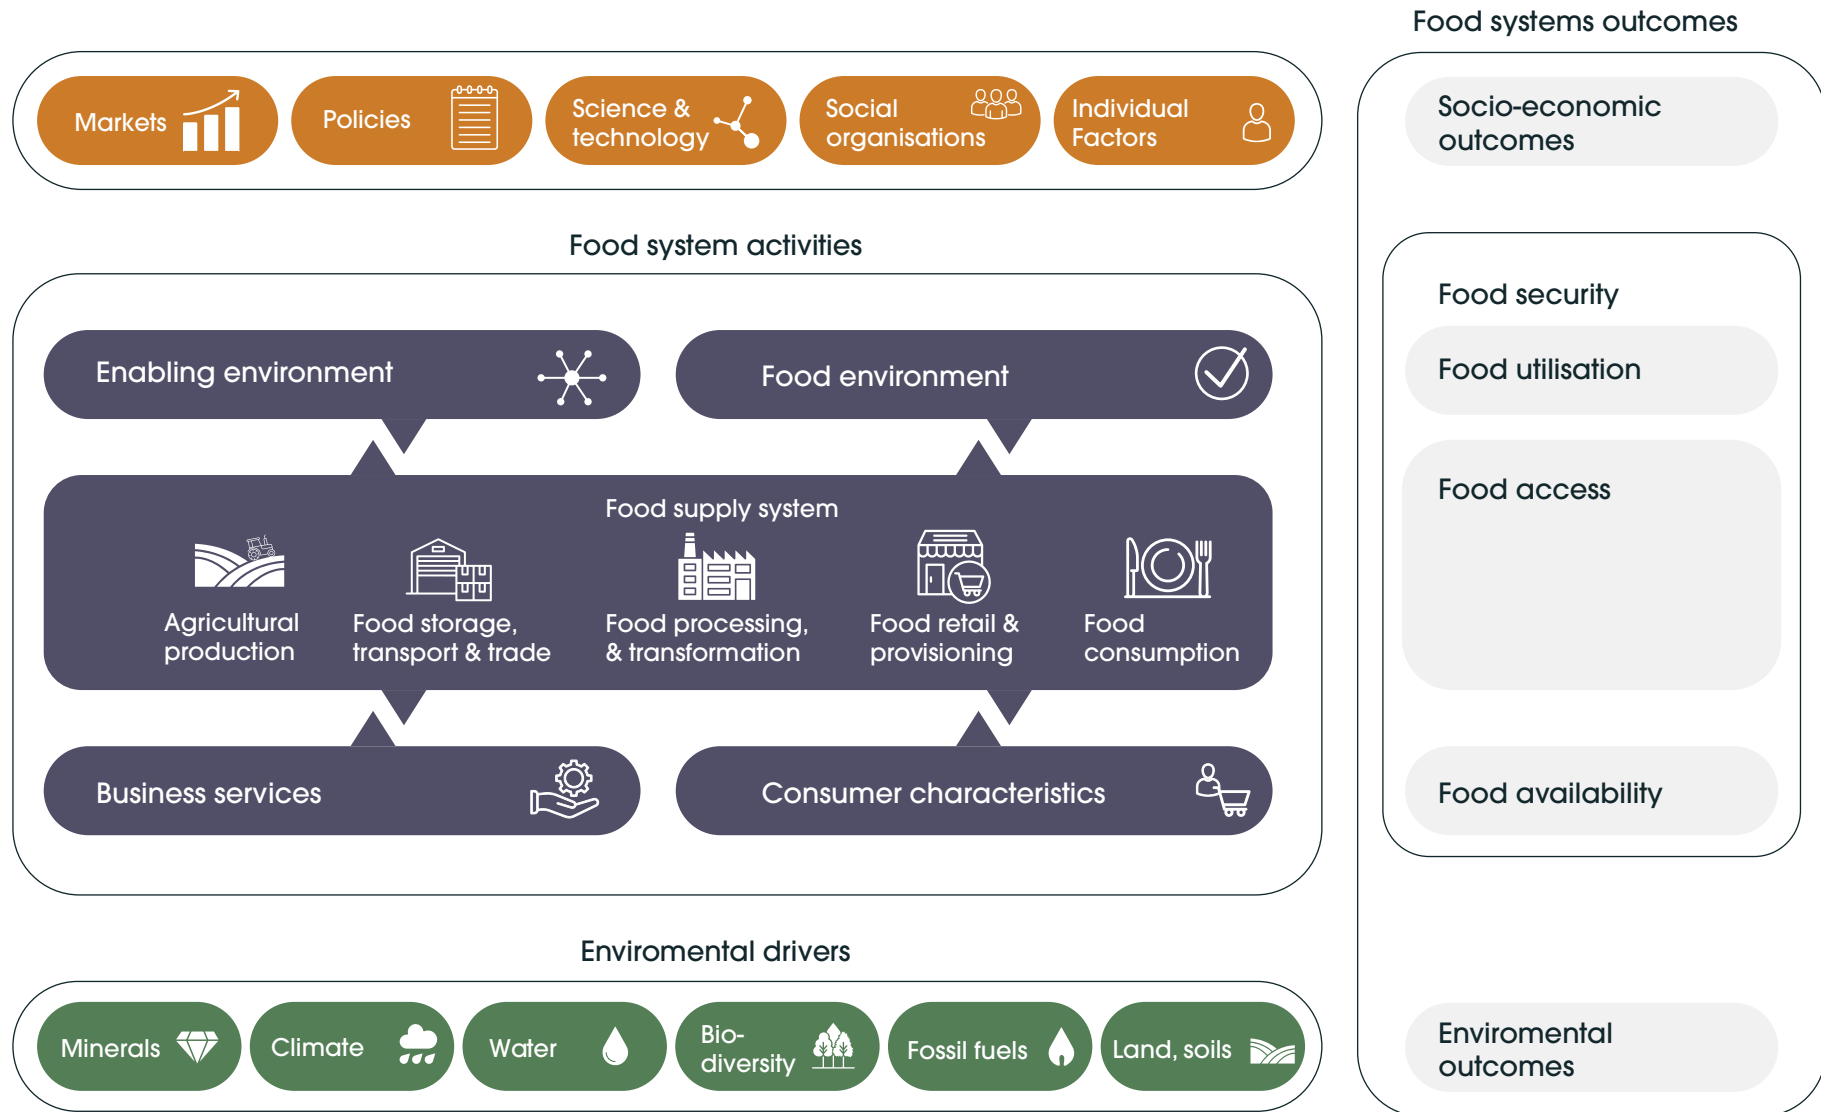 Food systems outcomes
Markets
Policies
Science &
technology
Social
organisations
Individual
Factors
Socio-economic
outcomes
Food system activities
Enabling environment
Food environment
Food supply system
Agricultural
production
Food storage,
transport & trade
Food processing,
& transformation
Food retail &
provisioning
Food
consumption
Business services
Consumer characteristics
Food security
Food utilisation
Food access
Food availability
Enviromental drivers
Minerals
Climate
Water
Bio-
diversity
Fossil fuels
Land, soils
Enviromental
outcomes